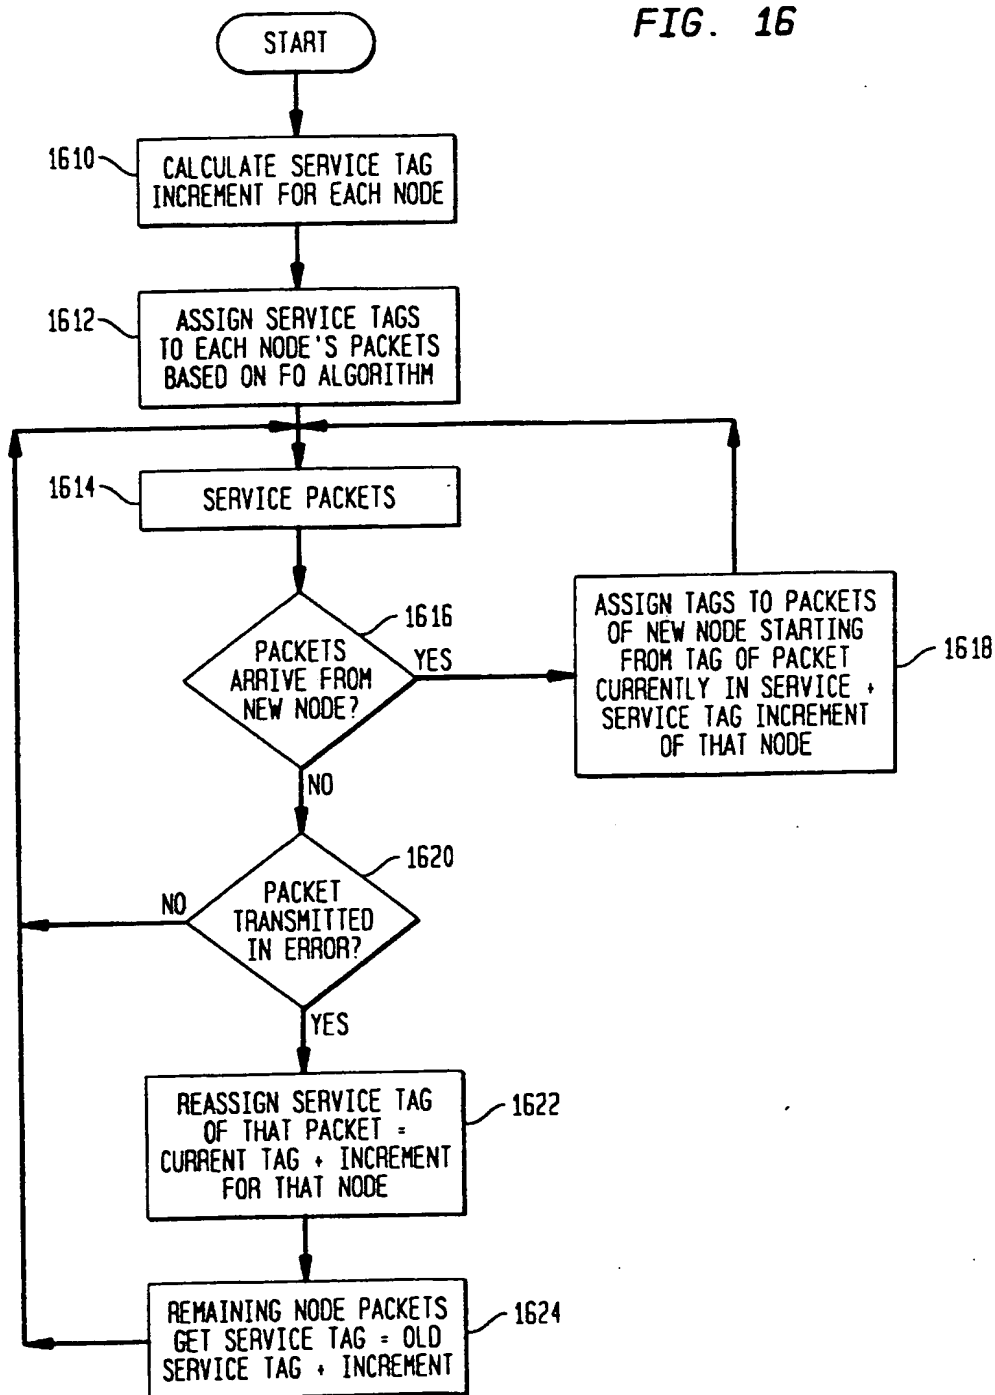 FIG. 16
START
1610
CALCULATE SERVICE TAG
INCREMENT FOR EACH NODE
1612
ASSIGN SERVICE TAGS
TO EACH NODE'S PACKETS
BASED ON FQ ALGORITHM
1614
SERVICE PACKETS
1616
PACKETS
ARRIVE FROM
NEW NODE?
YES
ASSIGN TAGS TO PACKETS
OF NEW NODE STARTING
FROM TAG OF PACKET
CURRENTLY IN SERVICE +
SERVICE TAG INCREMENT
OF THAT NODE
1618
NO
1620
PACKET
TRANSMITTED
IN ERROR?
NO
YES
REASSIGN SERVICE TAG
OF THAT PACKET =
CURRENT TAG + INCREMENT
FOR THAT NODE
1622
REMAINING NODE PACKETS
GET SERVICE TAG = OLD
SERVICE TAG + INCREMENT
1624